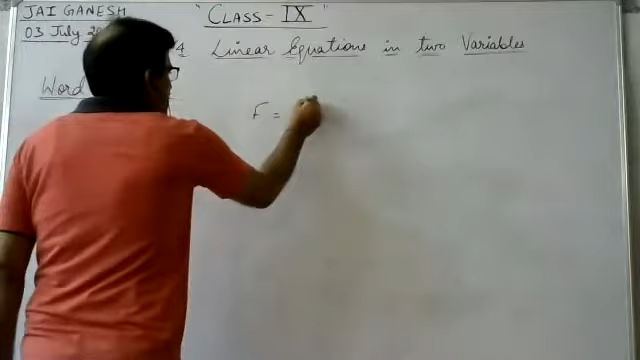 JAI GANESH
" CLASS - IX "
03 July
4 Linear Equations in two Variables
Word
F =